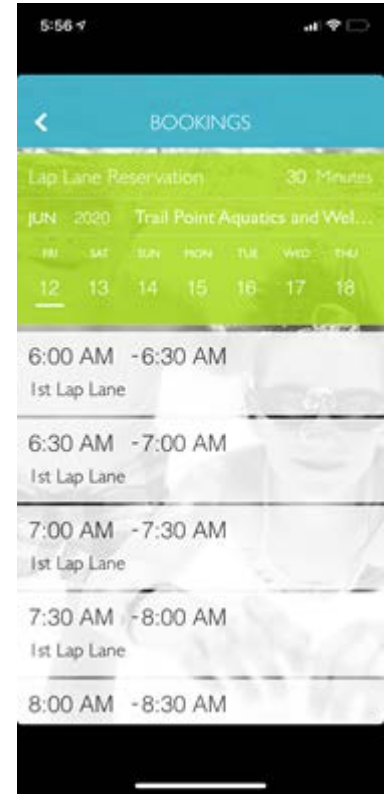 5:56
BOOKINGS
Lap Lane Reservation 30 Minutes
JUN 2020 Trail Point Aquatics and Wel...
FRI SAT SUN MON TUE WED THU
12 13 14 15 16 17 18
6:00 AM -6:30 AM
1st Lap Lane
6:30 AM -7:00 AM
1st Lap Lane
7:00 AM -7:30 AM
1st Lap Lane
7:30 AM -8:00 AM
1st Lap Lane
8:00 AM -8:30 AM